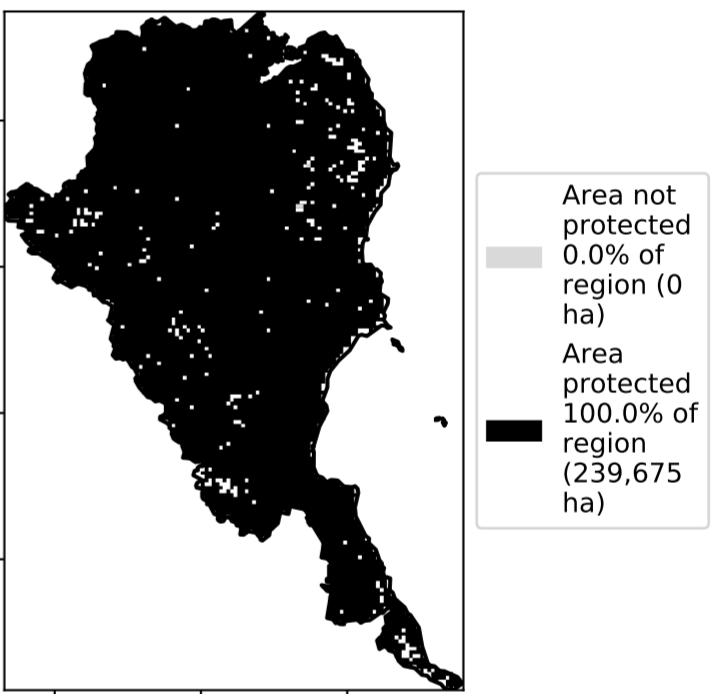 Area not
protected
0.0% of
region (0
ha)
Area
protected
100.0% of
region
(239,675
ha)